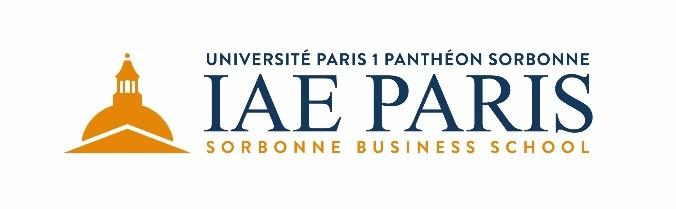 UNIVERSITÉ PARIS 1 PANTHÉON SORBONNE
IAE PARIS
SORBONNE BUSINESS SCHOOL